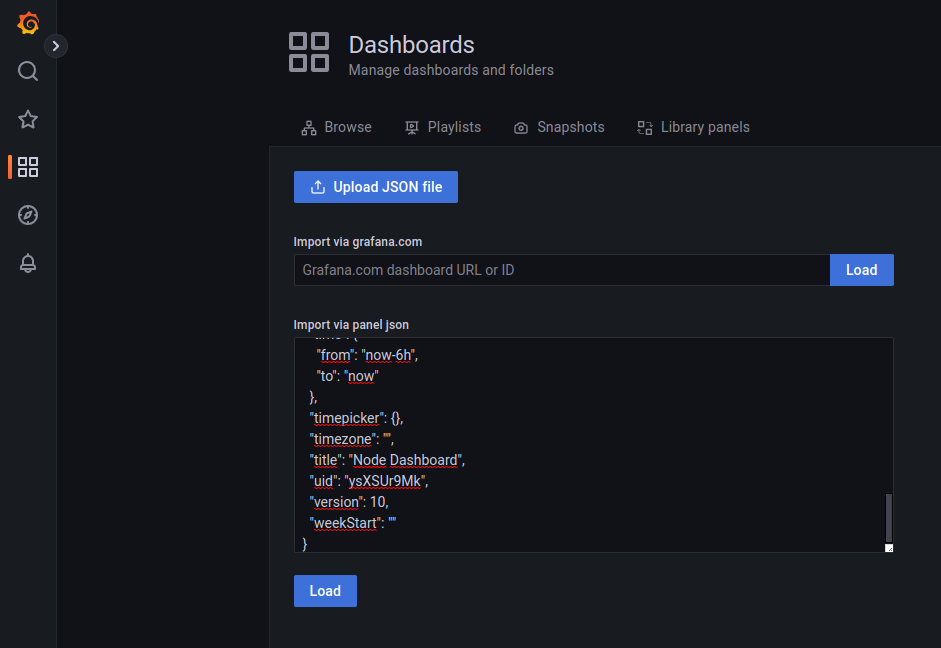 Dashboards
Manage dashboards and folders
Browse Playlists Snapshots Library panels
Upload JSON file
Import via grafana.com
Grafana.com dashboard URL or ID Load
Import via panel json
"from": "now-6h",
"to": "now"
},
"timepicker": {},
"timezone": "",
"title": "Node Dashboard",
"uid": "ysXSUr9Mk",
"version": 10,
"weekStart": ""
}
Load